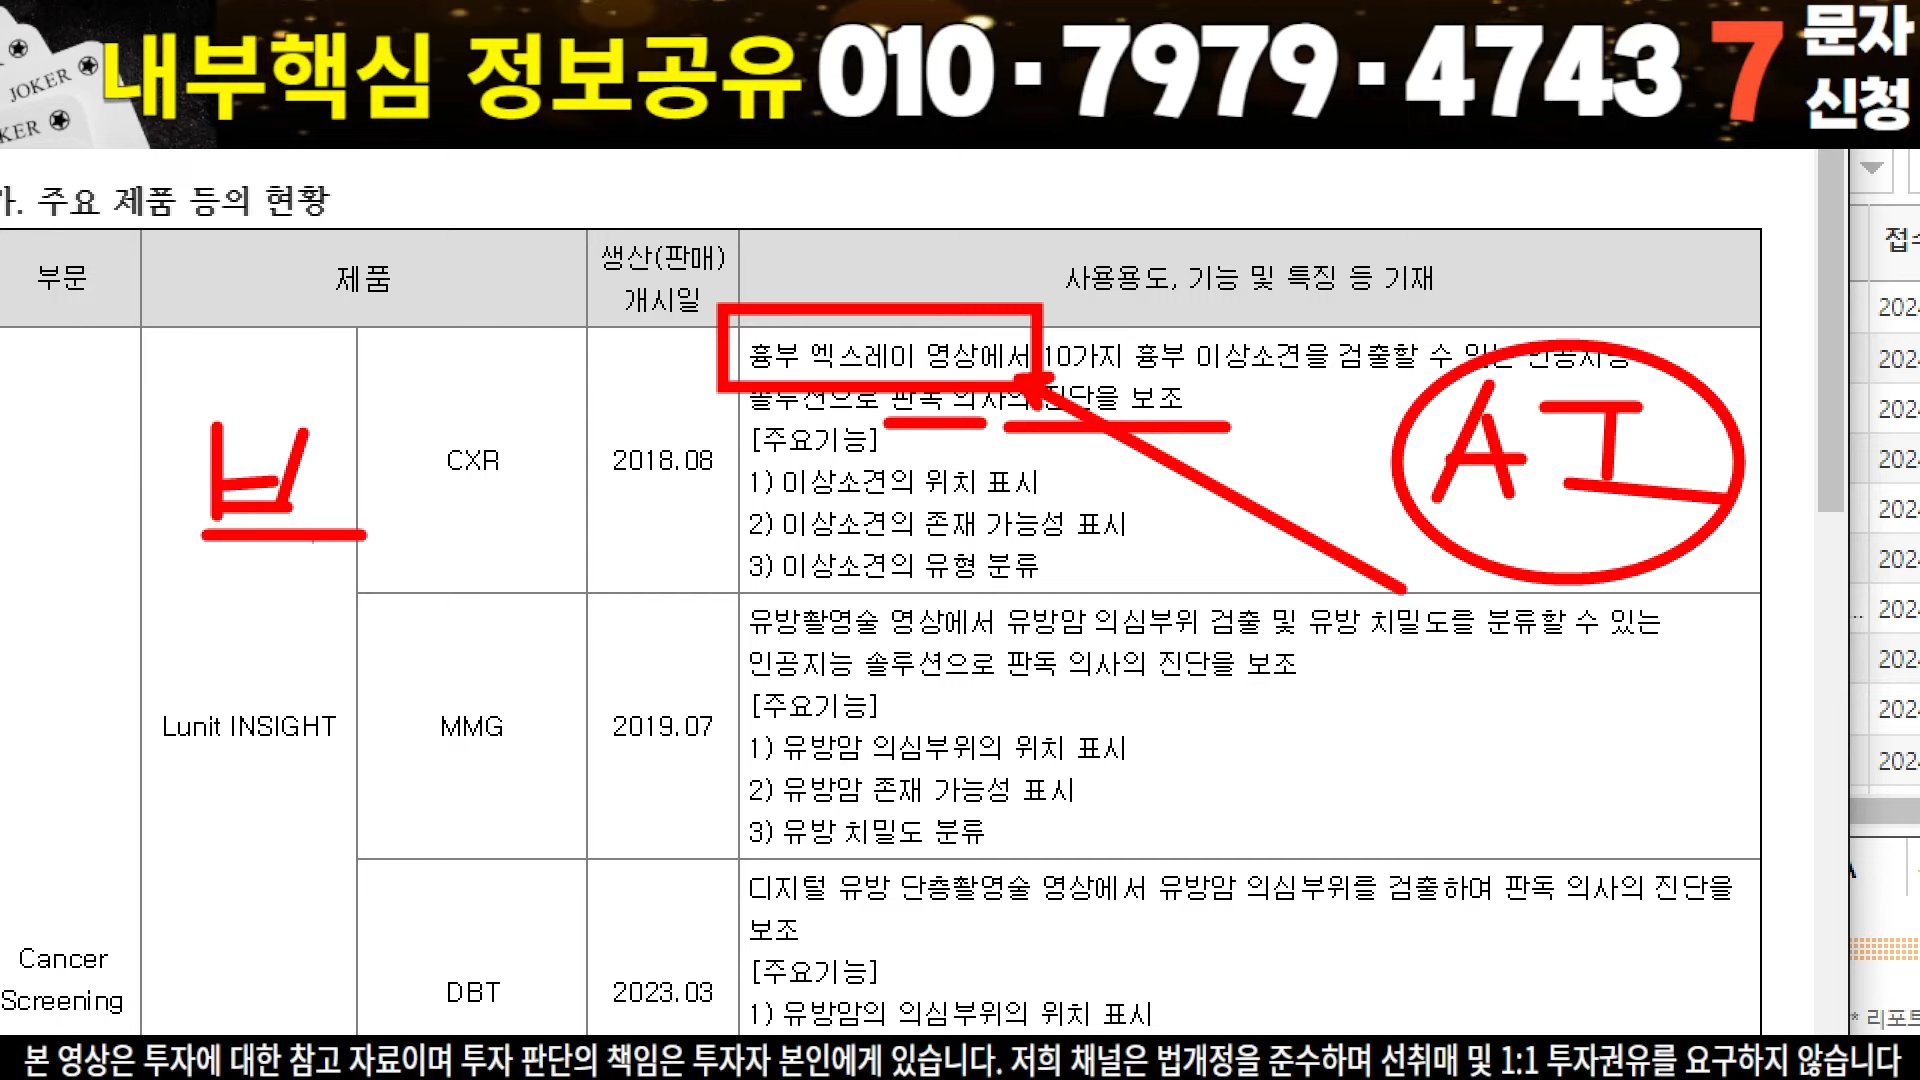 JOKER
KER
내부핵심 정보공유 010·7979·4743 7 문자
신청
가. 주요 제품 등의 현황
부문
제품
생산(판매)
개시일
사용용도, 기능 및 특징 등 기재
흉부 엑스레이 영상에서 10가지 흉부 이상소견을 검출할 수 있는 인공지능
솔루션으로 판독 의사의 진단을 보조
[주요기능]
1) 이상소견의 위치 표시
2) 이상소견의 존재 가능성 표시
3) 이상소견의 유형 분류
CXR
2018.08
AI
유방촬영술 영상에서 유방암 의심부위 검출 및 유방 치밀도를 분류할 수 있는
인공지능 솔루션으로 판독 의사의 진단을 보조
[주요기능]
1) 유방암 의심부위의 위치 표시
2) 유방암 존재 가능성 표시
3) 유방 치밀도 분류
Lunit INSIGHT
MMG
2019.07
디지털 유방 단층촬영술 영상에서 유방암 의심부위를 검출하여 판독 의사의 진단을
보조
[주요기능]
1) 유방암의 의심부위의 위치 표시
Cancer
Screening
DBT
2023.03
접수
2024
2024
2024
2024
2024
2024
2024
2024
2024
2024
* 리포트
본 영상은 투자에 대한 참고 자료이며 투자 판단의 책임은 투자자 본인에게 있습니다. 저희 채널은 법개정을 준수하며 선취매 및 1:1 투자권유를 요구하지 않습니다